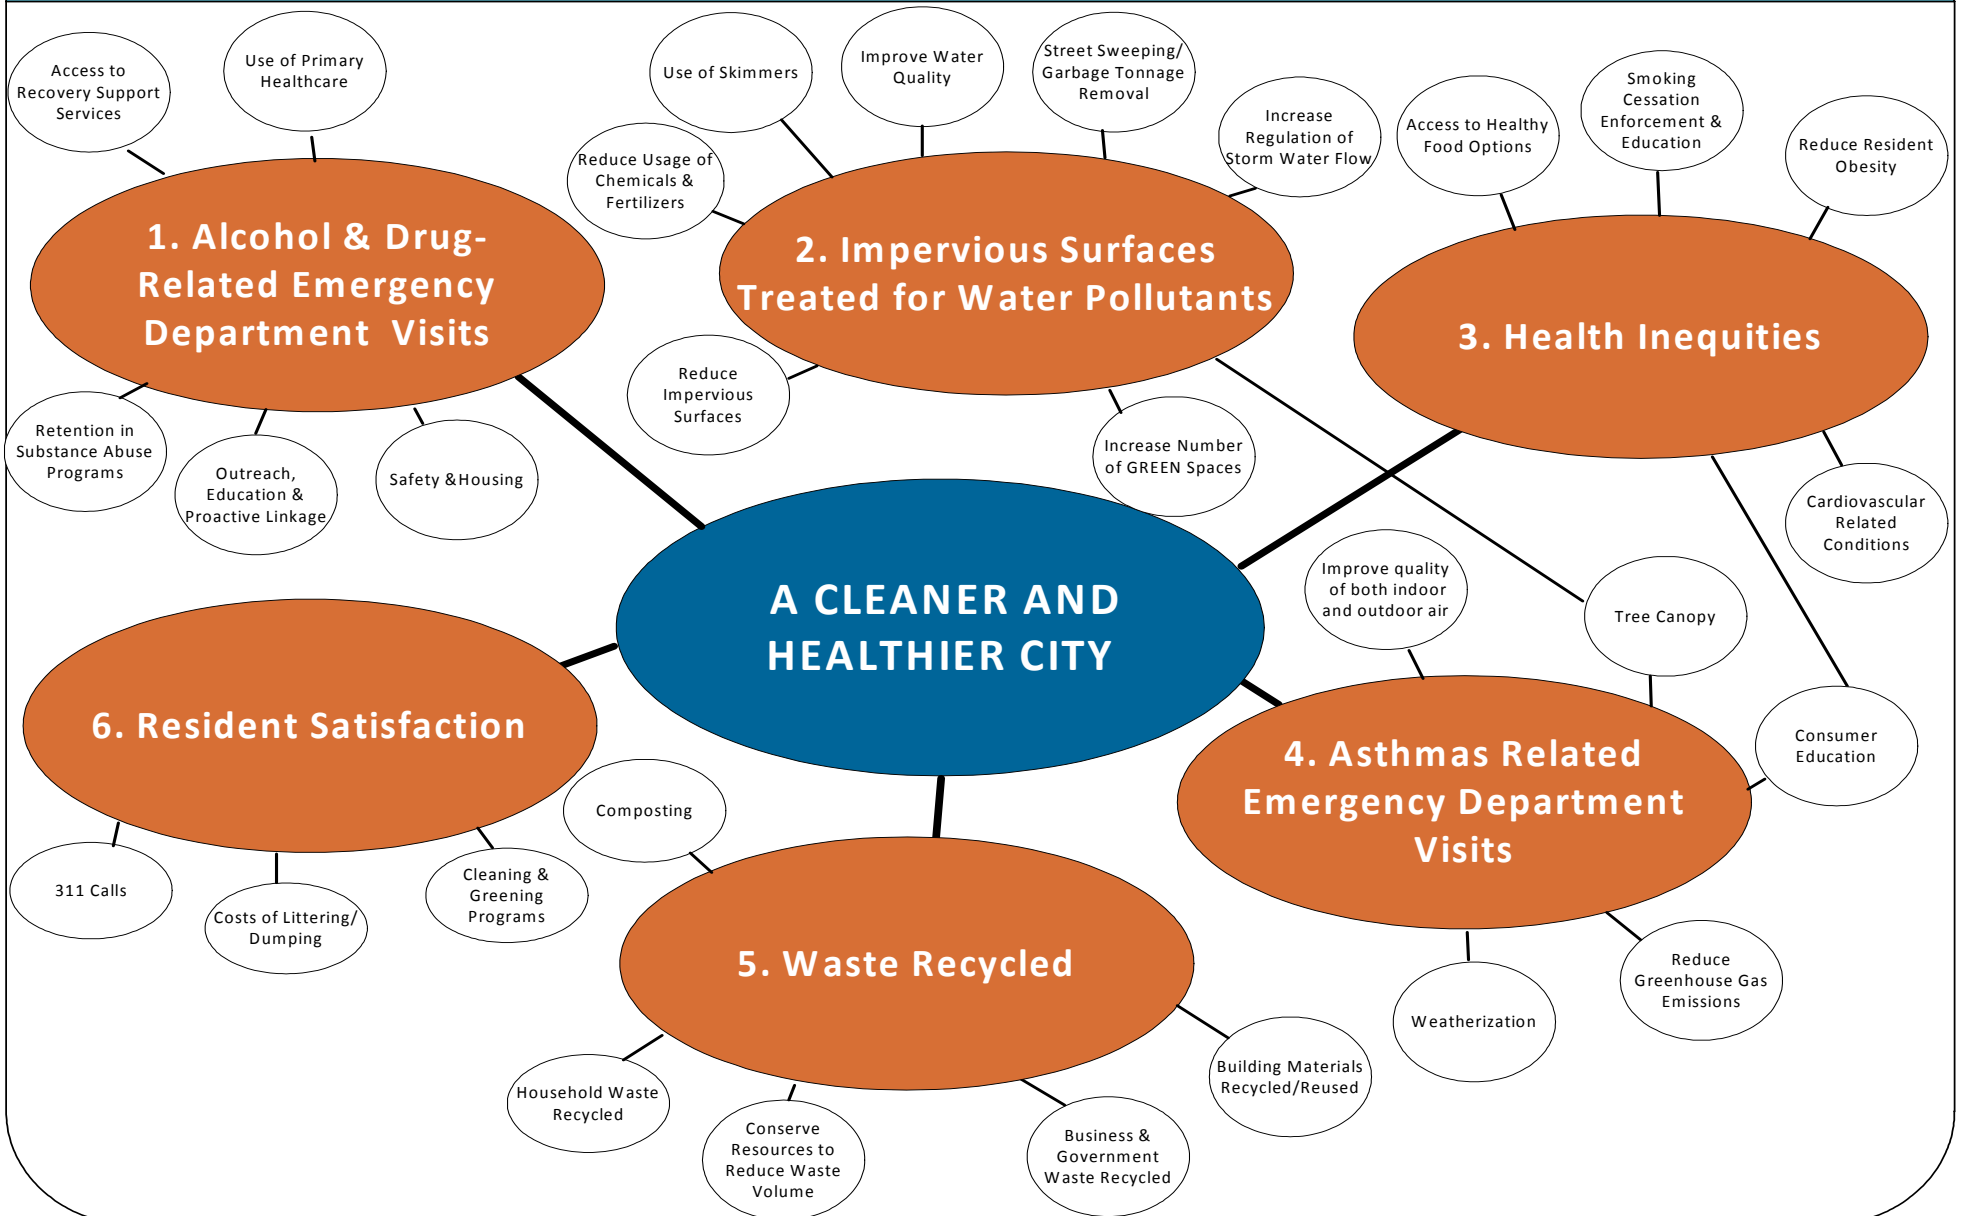 Access to
Recovery Support
Services
Use of Primary
Healthcare
Use of Skimmers
Improve Water
Quality
Street Sweeping/
Garbage Tonnage
Removal
Increase
Regulation of
Storm Water Flow
Reduce Usage of
Chemicals &
Fertilizers
Access to Healthy
Food Options
Smoking
Cessation
Enforcement &
Education
Reduce Resident
Obesity
1. Alcohol & Drug-
Related Emergency
Department Visits
2. Impervious Surfaces
Treated for Water Pollutants
3. Health Inequities
Retention in
Substance Abuse
Programs
Outreach,
Education &
Proactive Linkage
Safety &Housing
Reduce
Impervious
Surfaces
Increase Number
of GREEN Spaces
Cardiovascular
Related
Conditions
A CLEANER AND
HEALTHIER CITY
Improve quality
of both indoor
and outdoor air
Tree Canopy
Consumer
Education
6. Resident Satisfaction
4. Asthmas Related
Emergency Department
Visits
311 Calls
Costs of Littering/
Dumping
Cleaning &
Greening
Programs
Composting
5. Waste Recycled
Weatherization
Reduce
Greenhouse Gas
Emissions
Household Waste
Recycled
Conserve
Resources to
Reduce Waste
Volume
Business &
Government
Waste Recycled
Building Materials
Recycled/Reused